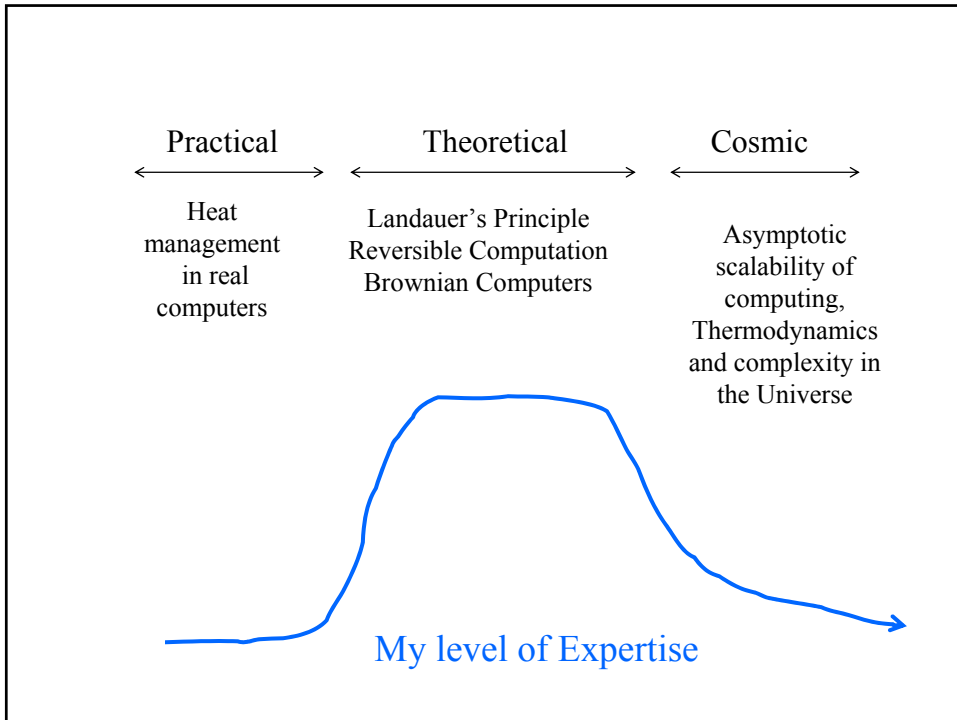 Practical
Theoretical
Cosmic
Heat
management
in real
computers
Landauer’s Principle
Reversible Computation
Brownian Computers
Asymptotic
scalability of
computing,
Thermodynamics
and complexity in
the Universe
My level of Expertise